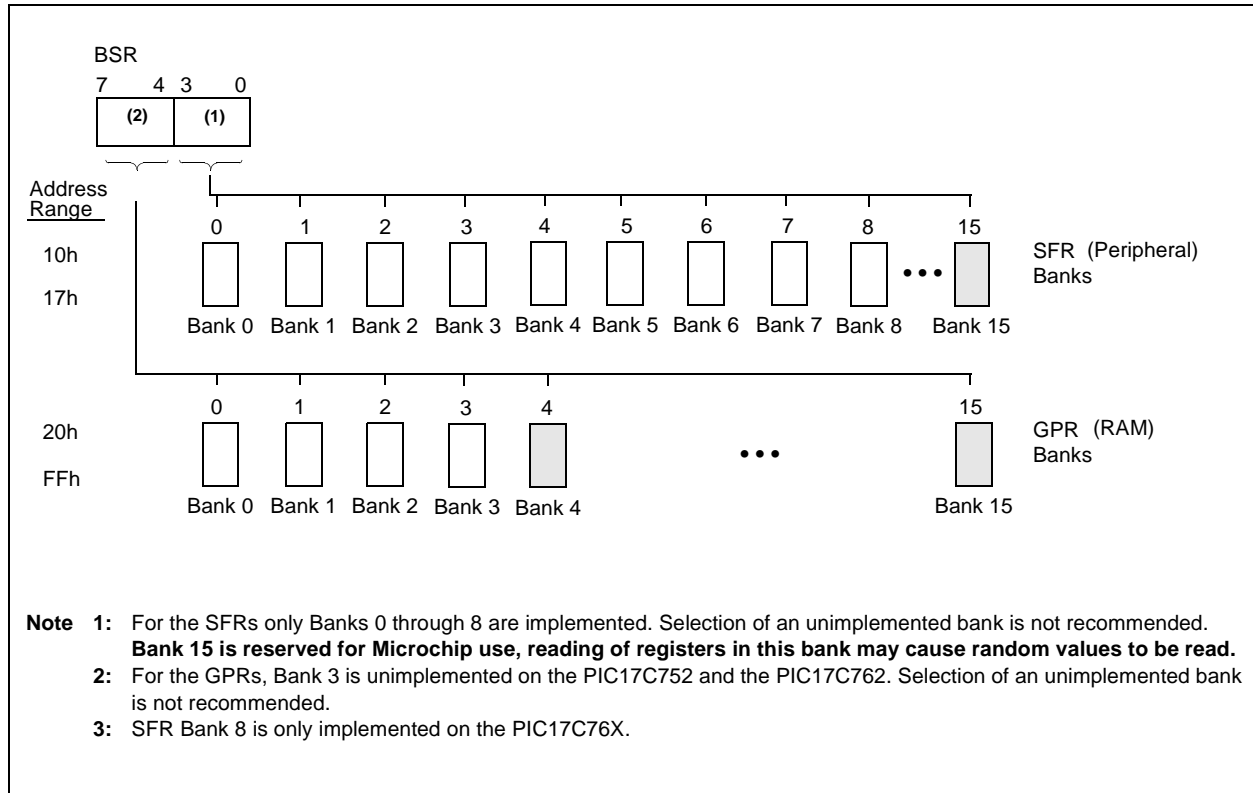 BSR
7 4 3 0
(2) (1)
Address
Range
0 1 2 3 4 5 6 7 8 15
10h
17h
SFR (Peripheral)
Banks
Bank 0 Bank 1 Bank 2 Bank 3 Bank 4 Bank 5 Bank 6 Bank 7 Bank 8 Bank 15
0 1 2 3 4 15
20h
FFh
GPR (RAM)
Banks
Bank 0 Bank 1 Bank 2 Bank 3 Bank 4 Bank 15
Note 1: For the SFRs only Banks 0 through 8 are implemented. Selection of an unimplemented bank is not recommended.
Bank 15 is reserved for Microchip use, reading of registers in this bank may cause random values to be read.
2: For the GPRs, Bank 3 is unimplemented on the PIC17C752 and the PIC17C762. Selection of an unimplemented bank
is not recommended.
3: SFR Bank 8 is only implemented on the PIC17C76X.